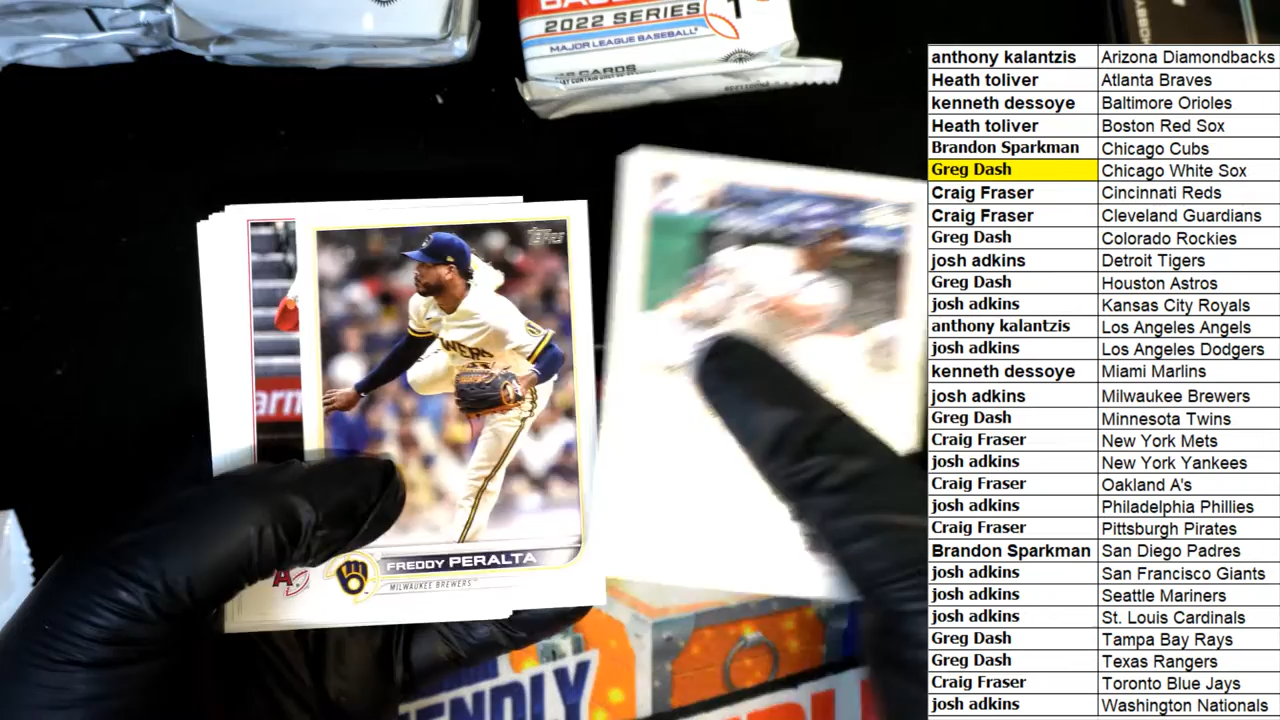 2022 SERIES 1
MAJOR LEAGUE BASEBALL
CARDS
TOPPS
FREDDY PERALTA
MILWAUKEE BREWERS
anthony kalantzis Arizona Diamondbacks
Heath toliver Atlanta Braves
kenneth dessoye Baltimore Orioles
Heath toliver Boston Red Sox
Brandon Sparkman Chicago Cubs
Greg Dash Chicago White Sox
Craig Fraser Cincinnati Reds
Craig Fraser Cleveland Guardians
Greg Dash Colorado Rockies
josh adkins Detroit Tigers
Greg Dash Houston Astros
josh adkins Kansas City Royals
anthony kalantzis Los Angeles Angels
josh adkins Los Angeles Dodgers
kenneth dessoye Miami Marlins
josh adkins Milwaukee Brewers
Greg Dash Minnesota Twins
Craig Fraser New York Mets
josh adkins New York Yankees
Craig Fraser Oakland A's
josh adkins Philadelphia Phillies
Craig Fraser Pittsburgh Pirates
Brandon Sparkman San Diego Padres
josh adkins San Francisco Giants
josh adkins Seattle Mariners
josh adkins St. Louis Cardinals
Greg Dash Tampa Bay Rays
Greg Dash Texas Rangers
Craig Fraser Toronto Blue Jays
josh adkins Washington Nationals